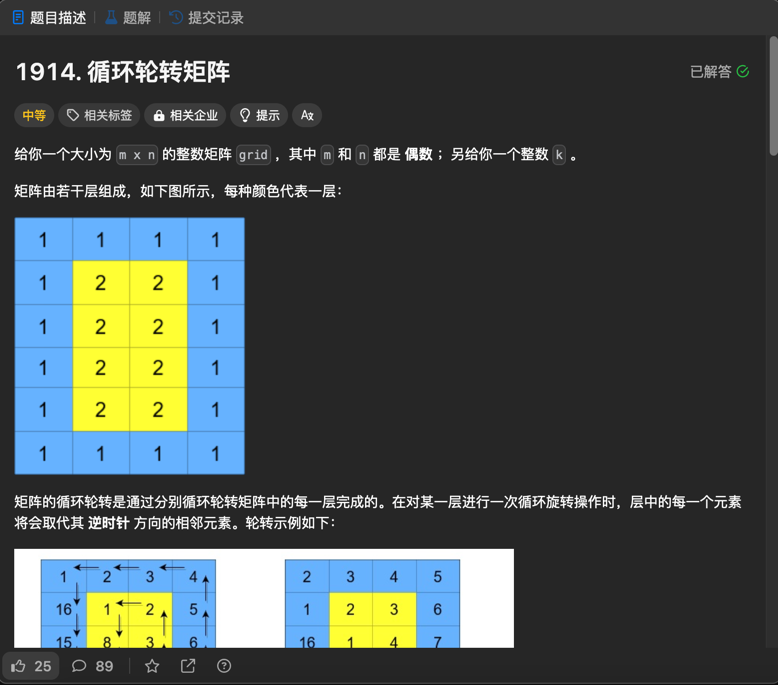 题目描述 题解 提交记录
1914. 循环轮转矩阵 已解答
中等 相关标签 相关企业 提示 Az
给你一个大小为 m x n 的整数矩阵 grid ，其中 m 和 n 都是 偶数 ；另给你一个整数 k 。
矩阵由若干层组成，如下图所示，每种颜色代表一层：
1 1 1 1
1 2 2 1
1 2 2 1
1 2 2 1
1 2 2 1
1 1 1 1
矩阵的循环轮转是通过分别循环轮转矩阵中的每一层完成的。在对某一层进行一次循环旋转操作时，层中的每一个元素
将会取代其 逆时针 方向的相邻元素。轮转示例如下：
1 2 3 4 2 3 4 5
16 1 2 5 1 2 3 6
15 8 3 6 16 1 4 7
25 89